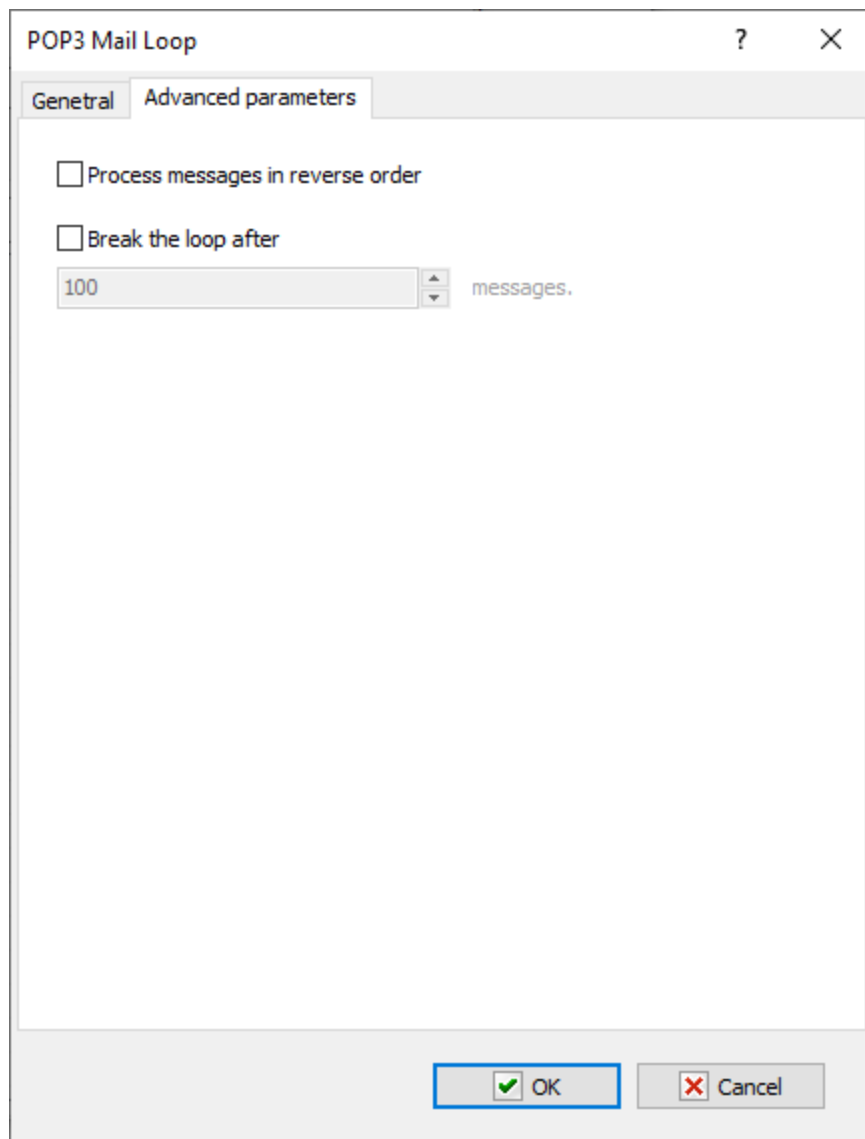 POP3 Mail Loop ?
Genetral Advanced parameters
Process messages in reverse order
Break the loop after
100 messages.
OK Cancel